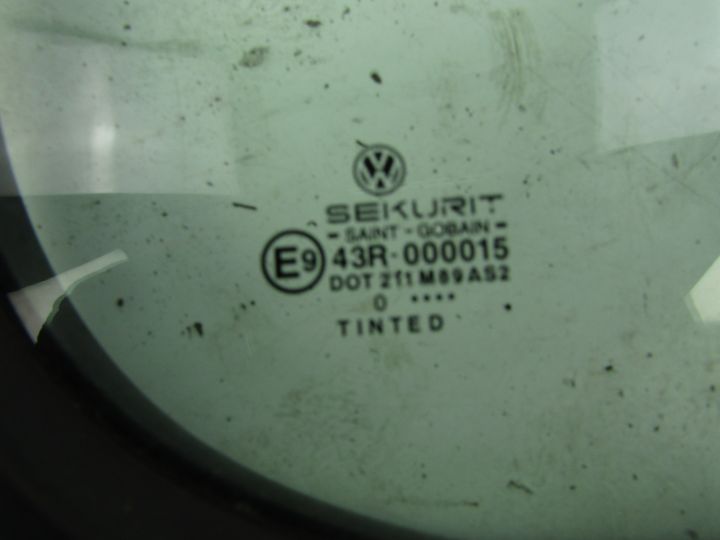 SEKURIT
- SAINT - GOBAIN -
E9 43R-000015
DOT 211 M89 AS2
0 ****
TINTED